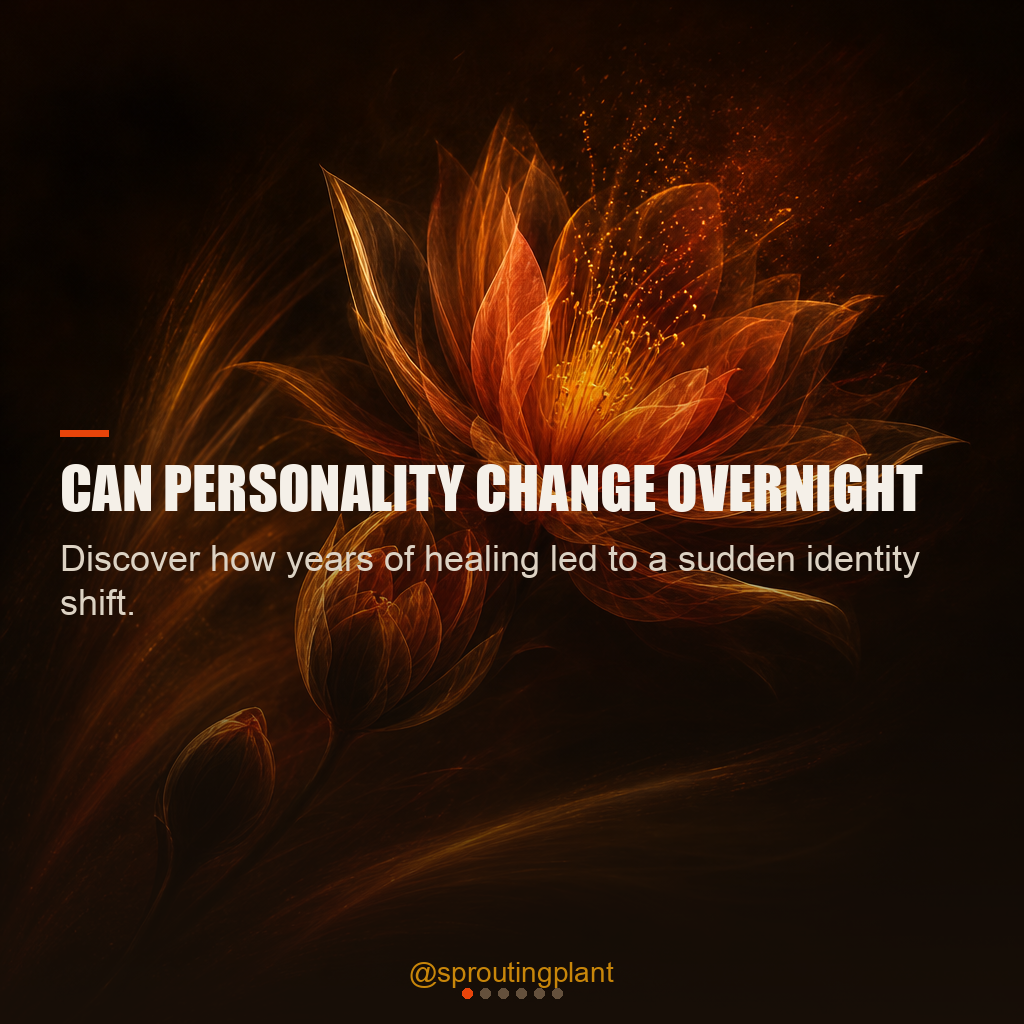 CAN PERSONALITY CHANGE OVERNIGHT
Discover how years of healing led to a sudden identity
shift.
@sproutingplant